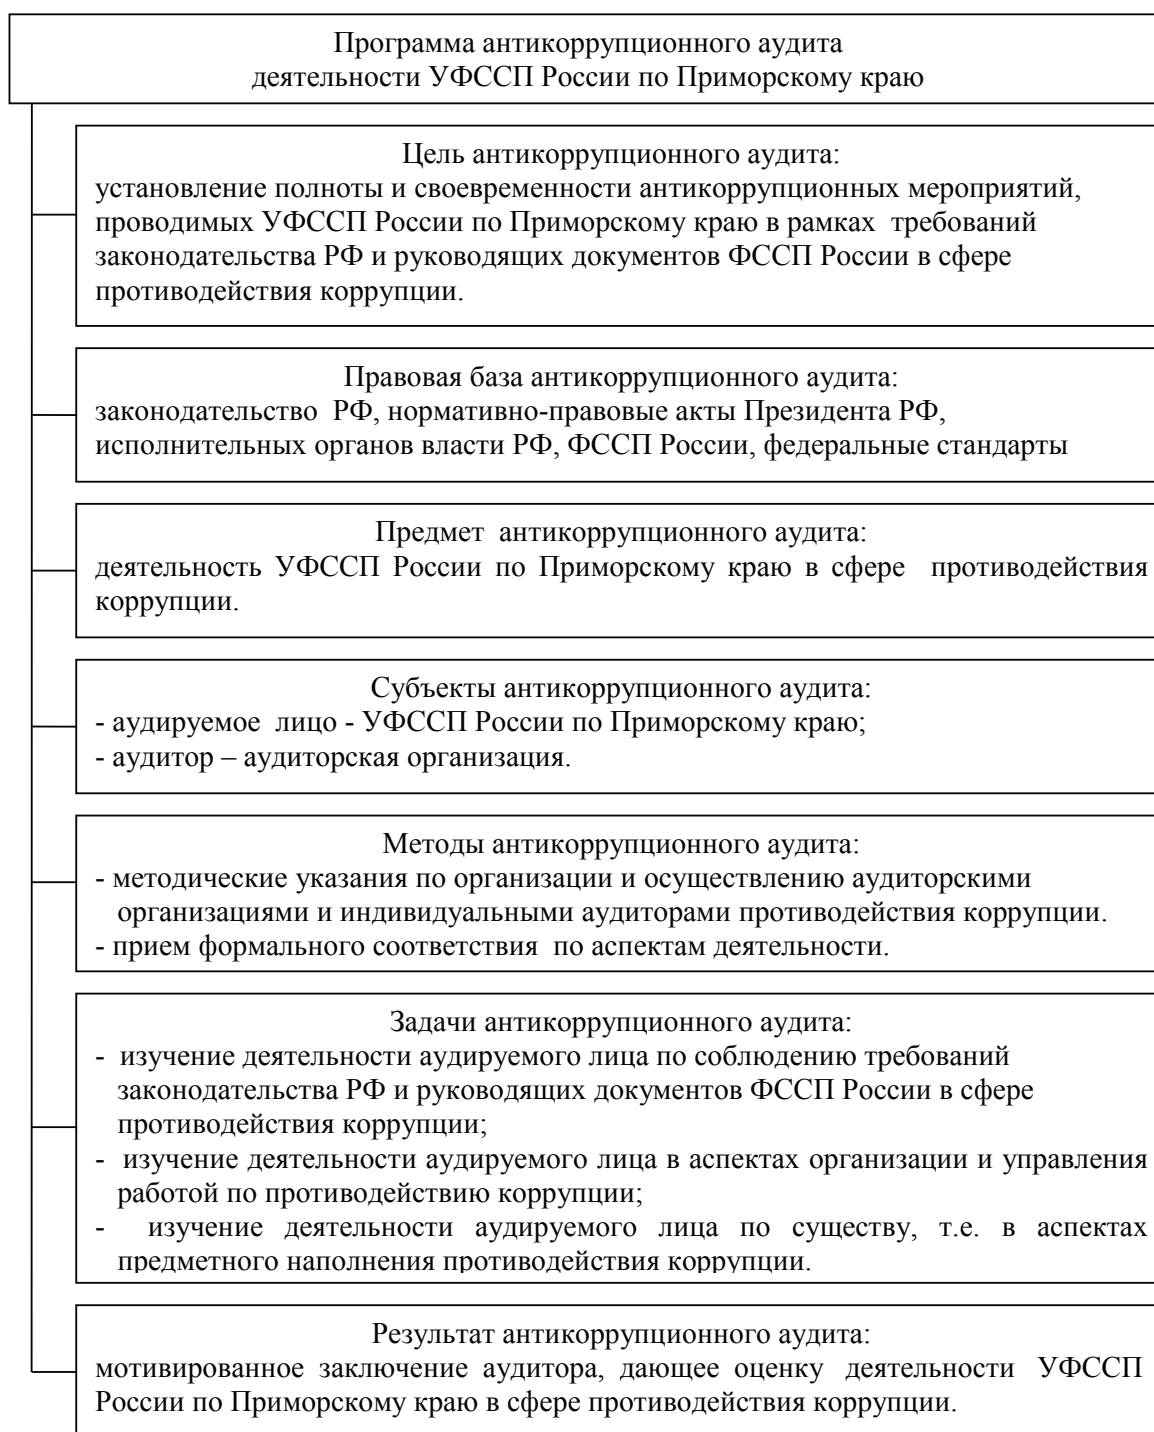 Программа антикоррупционного аудита
деятельности УФССП России по Приморскому краю
Цель антикоррупционного аудита:
установление полноты и своевременности антикоррупционных мероприятий,
проводимых УФССП России по Приморскому краю в рамках требований
законодательства РФ и руководящих документов ФССП России в сфере
противодействия коррупции.
Правовая база антикоррупционного аудита:
законодательство РФ, нормативно-правовые акты Президента РФ,
исполнительных органов власти РФ, ФССП России, федеральные стандарты
Предмет антикоррупционного аудита:
деятельность УФССП России по Приморскому краю в сфере противодействия
коррупции.
Субъекты антикоррупционного аудита:
- аудируемое лицо - УФССП России по Приморскому краю;
- аудитор – аудиторская организация.
Методы антикоррупционного аудита:
- методические указания по организации и осуществлению аудиторскими
организациями и индивидуальными аудиторами противодействия коррупции.
- прием формального соответствия по аспектам деятельности.
Задачи антикоррупционного аудита:
- изучение деятельности аудируемого лица по соблюдению требований
законодательства РФ и руководящих документов ФССП России в сфере
противодействия коррупции;
- изучение деятельности аудируемого лица в аспектах организации и управления
работой по противодействию коррупции;
- изучение деятельности аудируемого лица по существу, т.е. в аспектах
предметного наполнения противодействия коррупции.
Результат антикоррупционного аудита:
мотивированное заключение аудитора, дающее оценку деятельности УФССП
России по Приморскому краю в сфере противодействия коррупции.